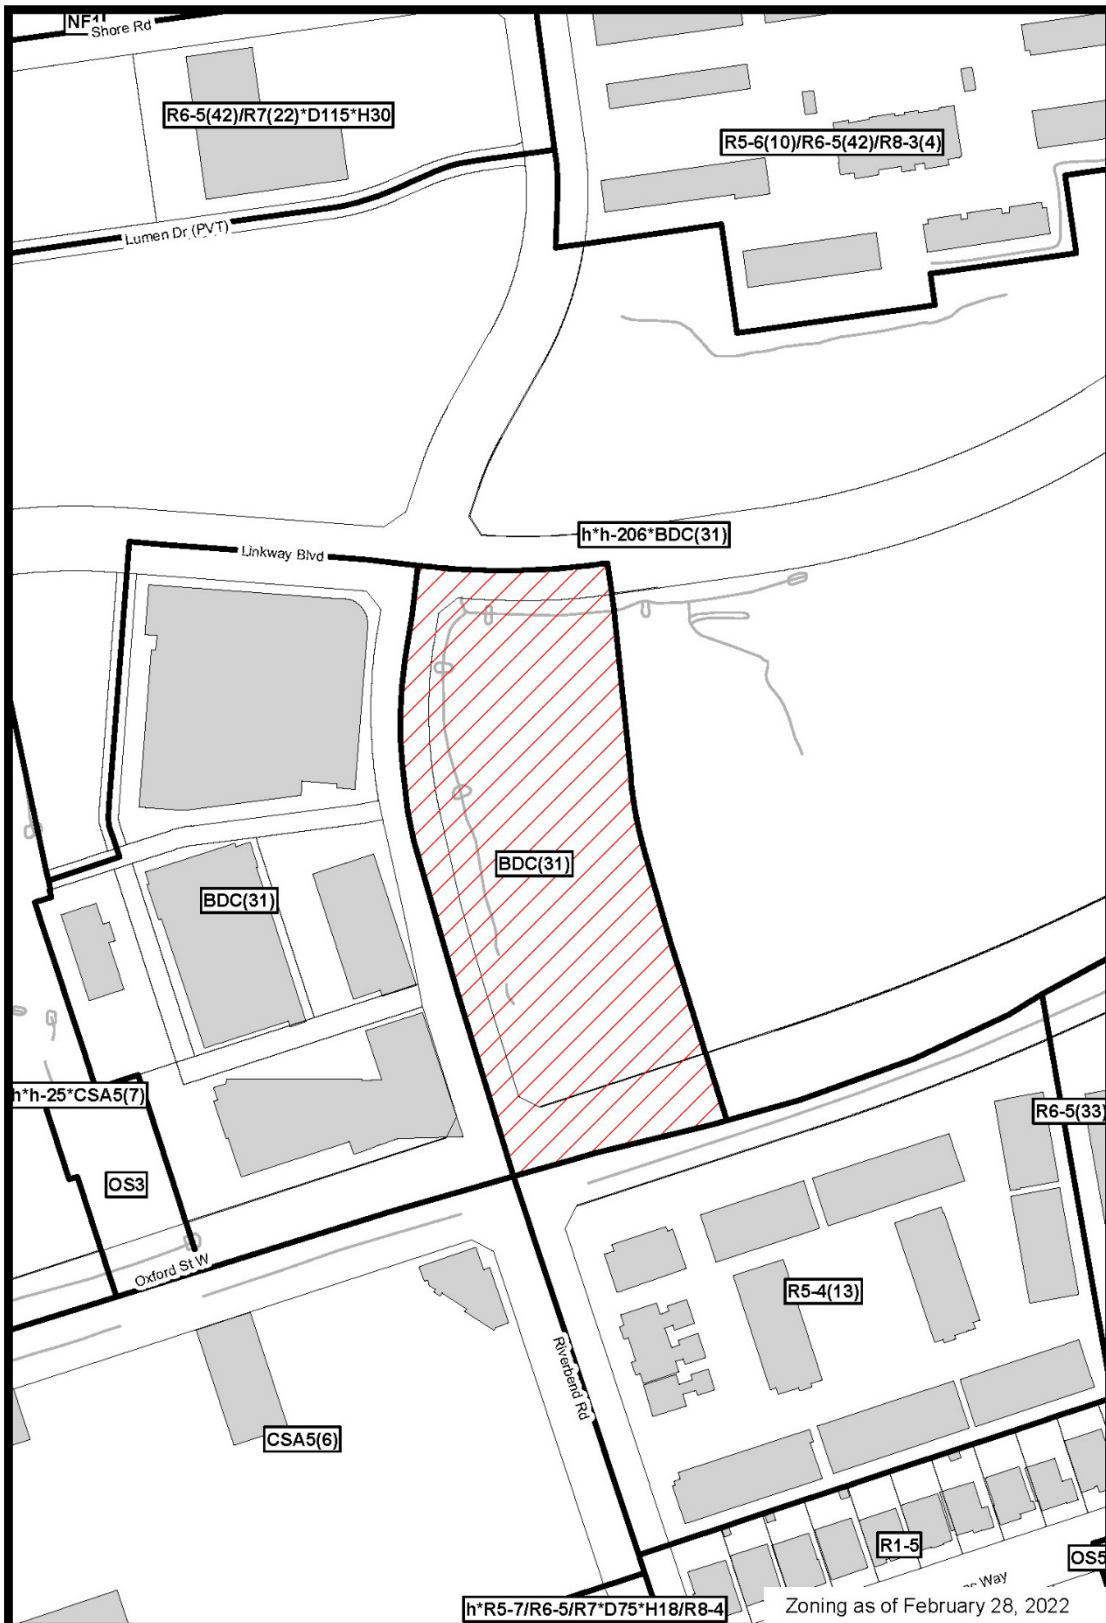 NF1
Shore Rd
R6-5(42)/R7(22)*D115*H30
R5-6(10)/R6-5(42)/R8-3(4)
Lumen Dr (PVT)
h*h-206*BDC(31)
Linkway Blvd
BDC(31)
BDC(31)
h*h-25*CSA5(7)
R6-5(33)
OS3
Oxford St W
R5-4(13)
Riverbend Rd
CSA5(6)
R1-5
OS5
Way
h*R5-7/R6-5/R7*D75*H18/R8-4
Zoning as of February 28, 2022